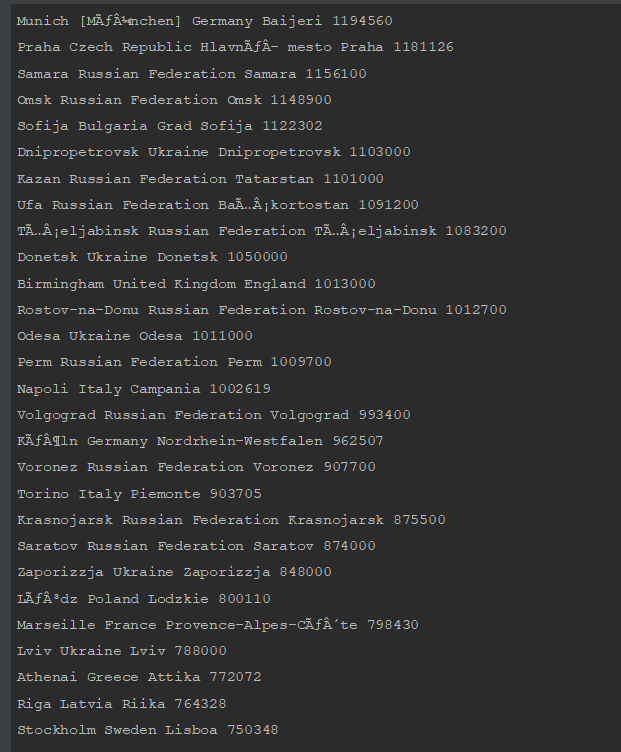 Munich [MÃƒÂ¼nchen] Germany Baijeri 1194560
Praha Czech Republic HlavnÃƒÂ­ mesto Praha 1181126
Samara Russian Federation Samara 1156100
Omsk Russian Federation Omsk 1148900
Sofija Bulgaria Grad Sofija 1122302
Dnipropetrovsk Ukraine Dnipropetrovsk 1103000
Kazan Russian Federation Tatarstan 1101000
Ufa Russian Federation BaÃ…Â¡kortostan 1091200
TÃ…Â¡eljabinsk Russian Federation TÃ…Â¡eljabinsk 1083200
Donetsk Ukraine Donetsk 1050000
Birmingham United Kingdom England 1013000
Rostov-na-Donu Russian Federation Rostov-na-Donu 1012700
Odesa Ukraine Odesa 1011000
Perm Russian Federation Perm 1009700
Napoli Italy Campania 1002619
Volgograd Russian Federation Volgograd 993400
KÃƒÂ¶ln Germany Nordrhein-Westfalen 962507
Voronez Russian Federation Voronez 907700
Torino Italy Piemonte 903705
Krasnojarsk Russian Federation Krasnojarsk 875500
Saratov Russian Federation Saratov 874000
Zaporizzja Ukraine Zaporizzja 848000
LÃƒÂ³dz Poland Lodzkie 800110
Marseille France Provence-Alpes-CÃƒÂ´te 798430
Lviv Ukraine Lviv 788000
Athenai Greece Attika 772072
Riga Latvia Riika 764328
Stockholm Sweden Lisboa 750348